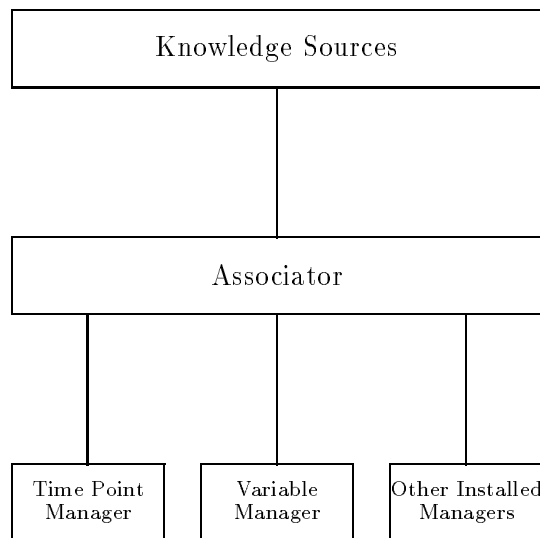 Knowledge Sources
Associator
Time Point
Manager
Variable
Manager
Other Installed
Managers